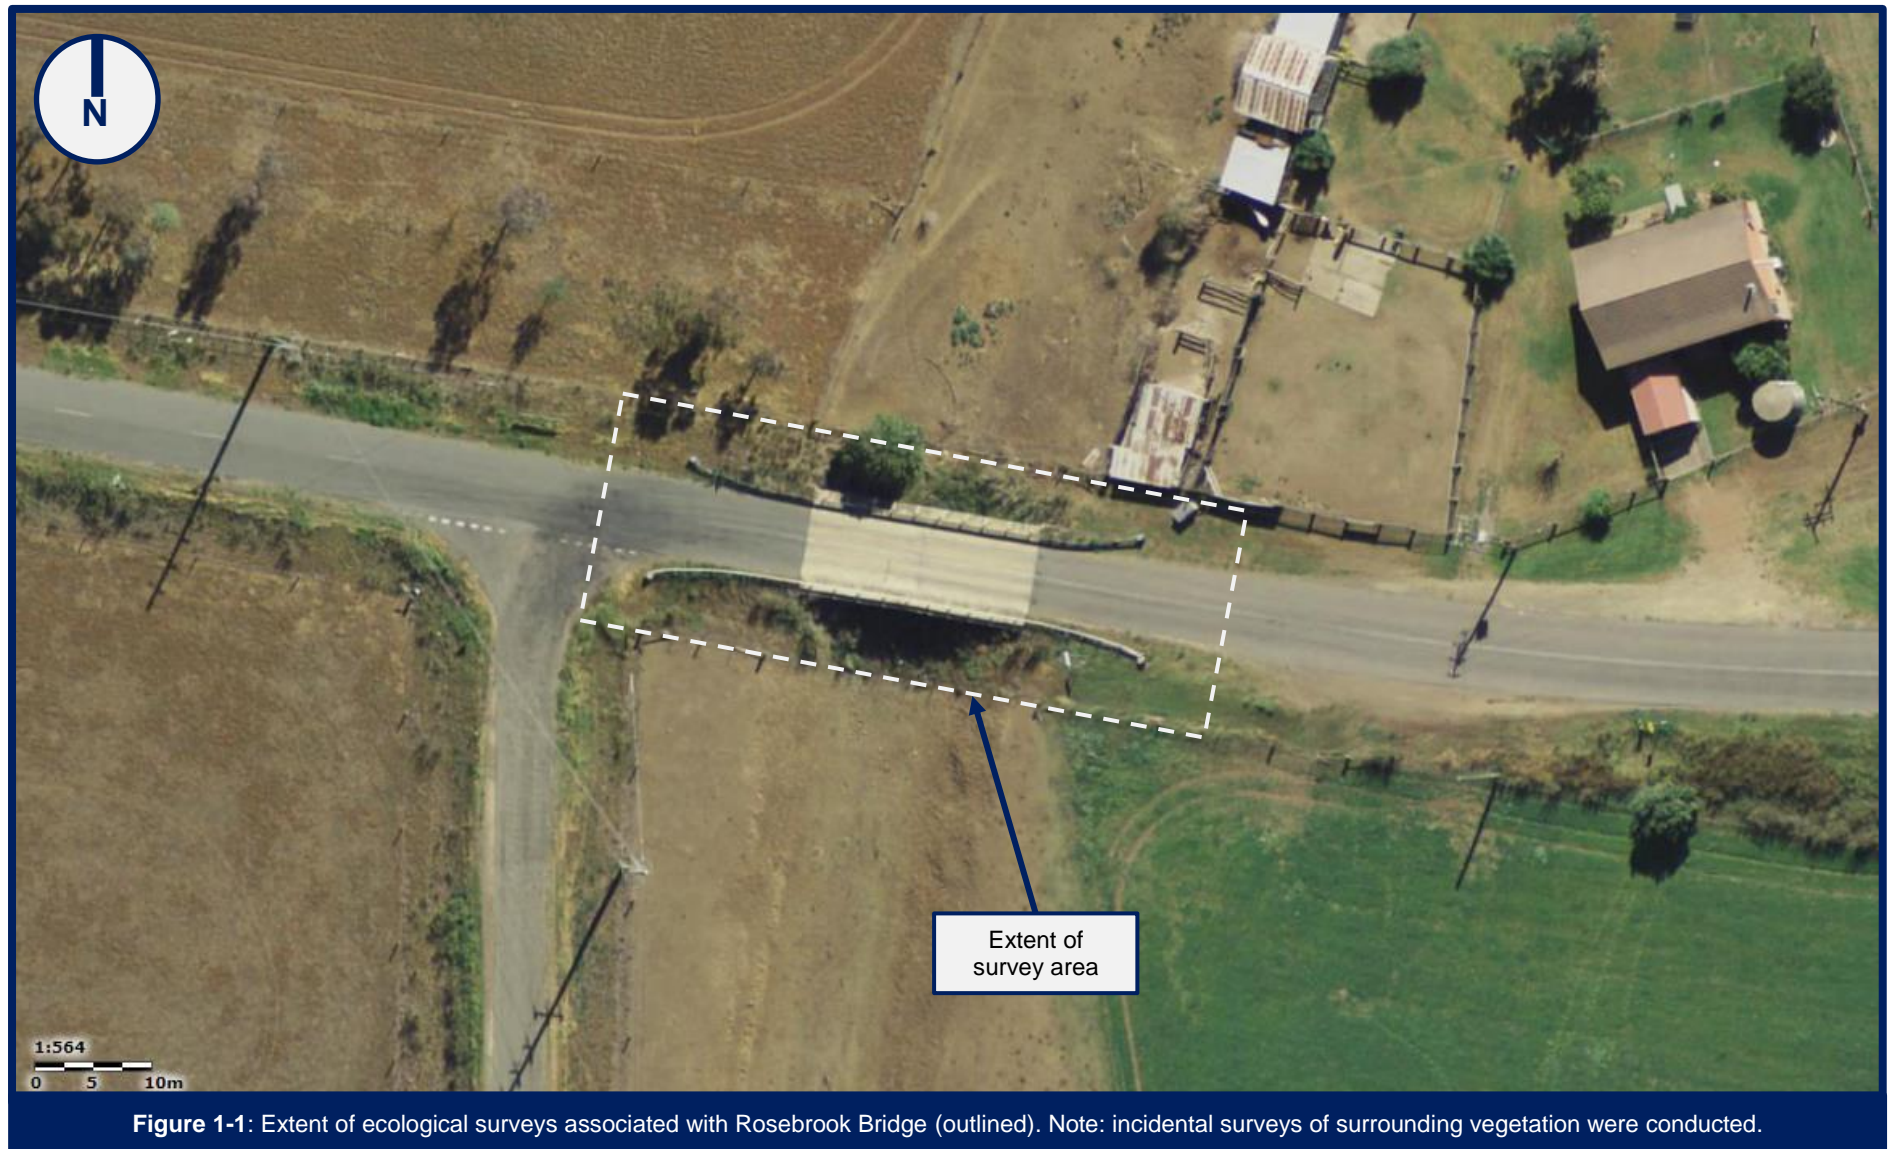 N
Extent of
survey area
1:564
0 5 10m
Figure 1-1: Extent of ecological surveys associated with Rosebrook Bridge (outlined). Note: incidental surveys of surrounding vegetation were conducted.